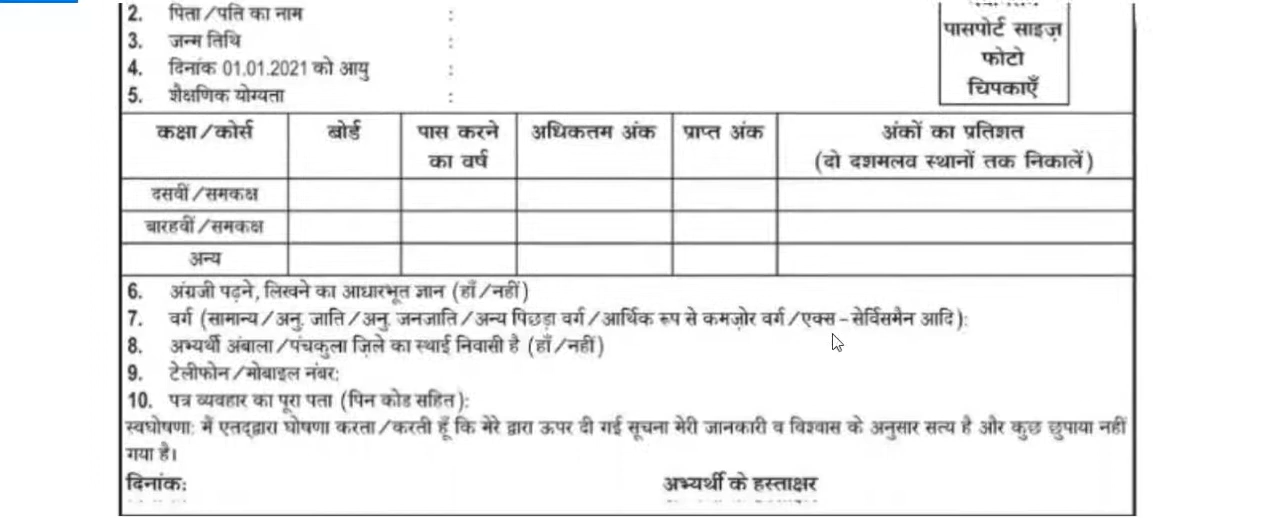 2. पिता/पति का नाम :
3. जन्म तिथि :
4. दिनांक 01.01.2021 को आयु :
5. शैक्षणिक योग्यता :
पासपोर्ट साइज़
फोटो
चिपकाएँ
कक्षा/कोर्स बोर्ड पास करने का वर्ष अधिकतम अंक प्राप्त अंक अंकों का प्रतिशत (दो दशमलव स्थानों तक निकालें)
दसवीं/समकक्ष
बारहवीं/समकक्ष
अन्य
6. अंग्रजी पढ़ने, लिखने का आधारभूत ज्ञान (हाँ/नहीं)
7. वर्ग (सामान्य/अनु. जाति/अनु. जनजाति/अन्य पिछड़ा वर्ग/आर्थिक रूप से कमज़ोर वर्ग/एक्स-सेर्विसमैन आदि):
8. अभ्यर्थी अंबाला/पंचकुला ज़िले का स्थाई निवासी है (हाँ/नहीं)
9. टेलीफोन/मोबाइल नंबर:
10. पत्र व्यवहार का पूरा पता (पिन कोड सहित):
स्वघोषणा: मैं एतद्द्वारा घोषणा करता/करती हूँ कि मेरे द्वारा ऊपर दी गई सूचना मेरी जानकारी व विश्वास के अनुसार सत्य है और कुछ छुपाया नहीं
गया है।
दिनांक: अभ्यर्थी के हस्ताक्षर